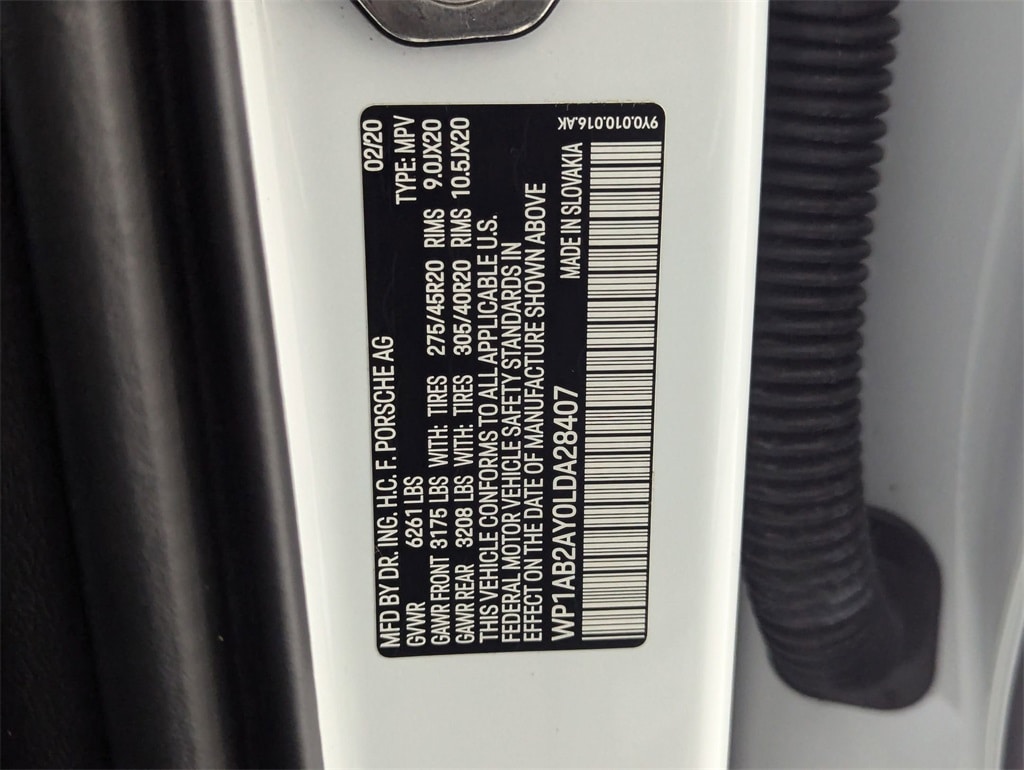 MFD BY DR. ING. H.C. F. PORSCHE AG 02/20
GVWR 6261 LBS TYPE: MPV
GAWR FRONT 3175 LBS WITH: TIRES 275/45R20 RIMS 9.0JX20
GAWR REAR 3208 LBS WITH: TIRES 305/40R20 RIMS 10.5JX20
THIS VEHICLE CONFORMS TO ALL APPLICABLE U.S.
FEDERAL MOTOR VEHICLE SAFETY STANDARDS IN
EFFECT ON THE DATE OF MANUFACTURE SHOWN ABOVE
WP1AB2AY0LDA28407 MADE IN SLOVAKIA
9Y0.010.016.AK